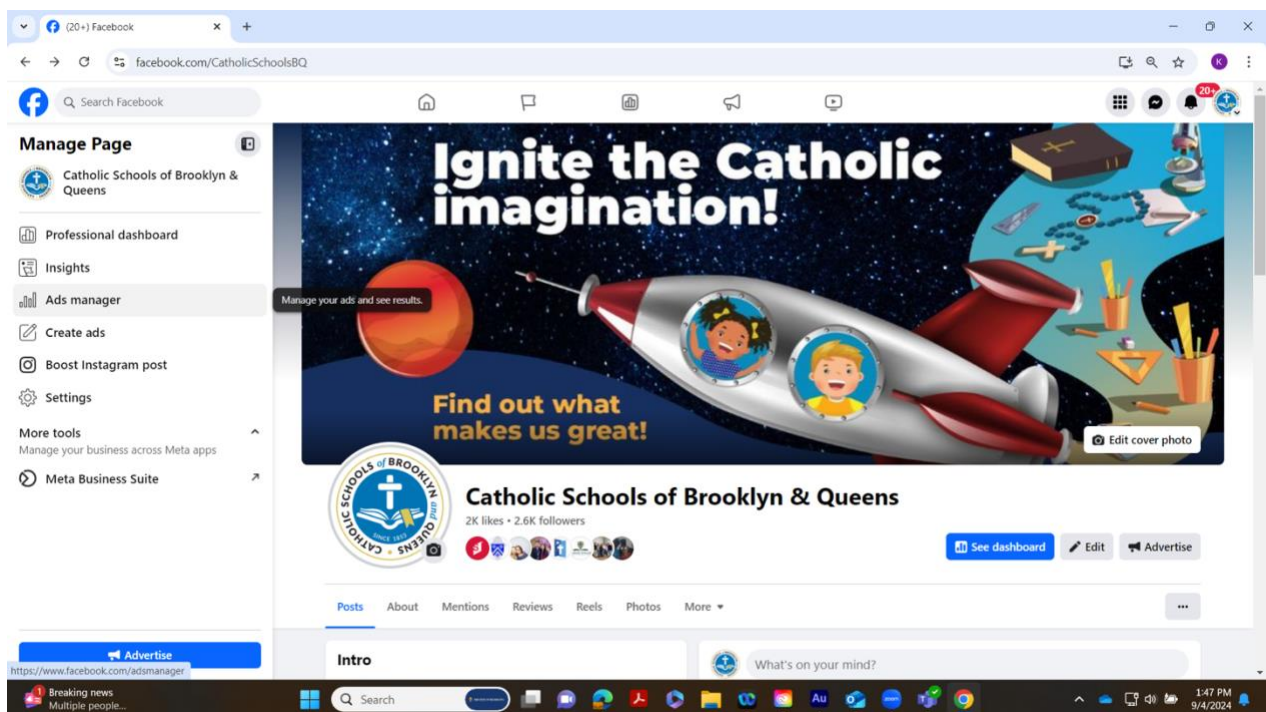 (20+) Facebook
facebook.com/CatholicSchoolsBQ
K
Search Facebook
20+
Manage Page
Catholic Schools of Brooklyn &
Queens
Professional dashboard
Insights
Ads manager
Manage your ads and see results.
Create ads
Boost Instagram post
Settings
More tools
Manage your business across Meta apps
Meta Business Suite
Advertise
https://www.facebook.com/adsmanager
Ignite the Catholic
imagination!
Find out what
makes us great!
Edit cover photo
CATHOLIC SCHOOLS of BROOKLYN and QUEENS
SINCE 1853
Catholic Schools of Brooklyn & Queens
2K likes • 2.6K followers
See dashboard
Edit
Advertise
Posts About Mentions Reviews Reels Photos More
Intro
What's on your mind?
Breaking news
Multiple people...
Search
Au
1:47 PM
9/4/2024